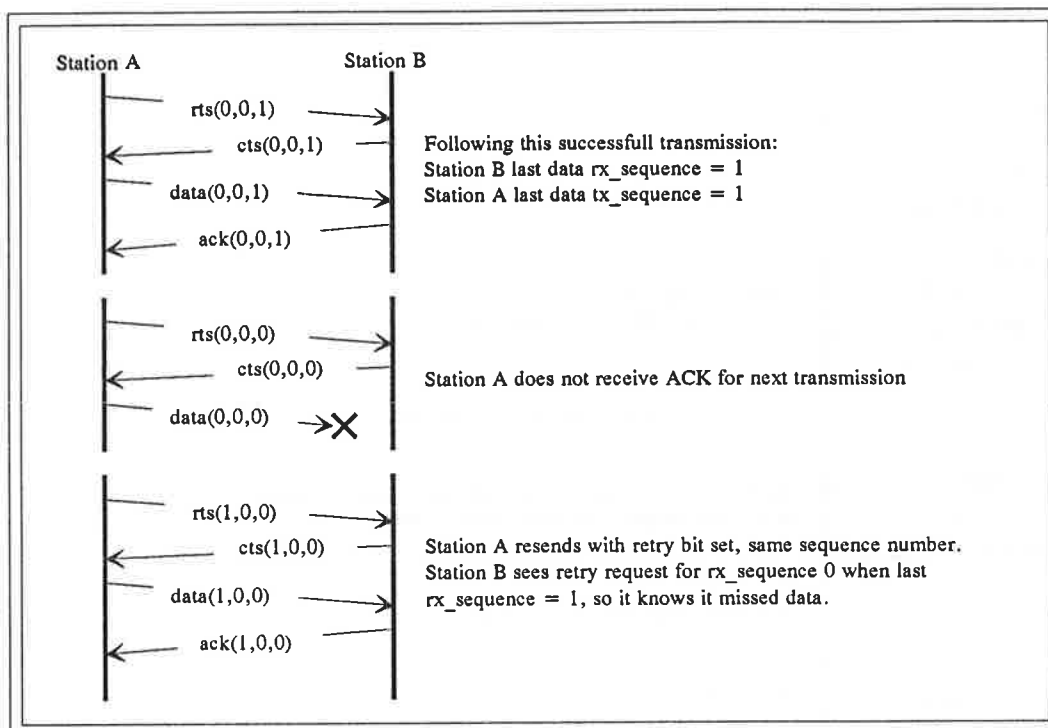 Station A
Station B
rts(0,0,1)
cts(0,0,1)
data(0,0,1)
ack(0,0,1)
Following this successfull transmission:
Station B last data rx_sequence = 1
Station A last data tx_sequence = 1
rts(0,0,0)
cts(0,0,0)
data(0,0,0)
Station A does not receive ACK for next transmission
rts(1,0,0)
cts(1,0,0)
data(1,0,0)
ack(1,0,0)
Station A resends with retry bit set, same sequence number.
Station B sees retry request for rx_sequence 0 when last
rx_sequence = 1, so it knows it missed data.